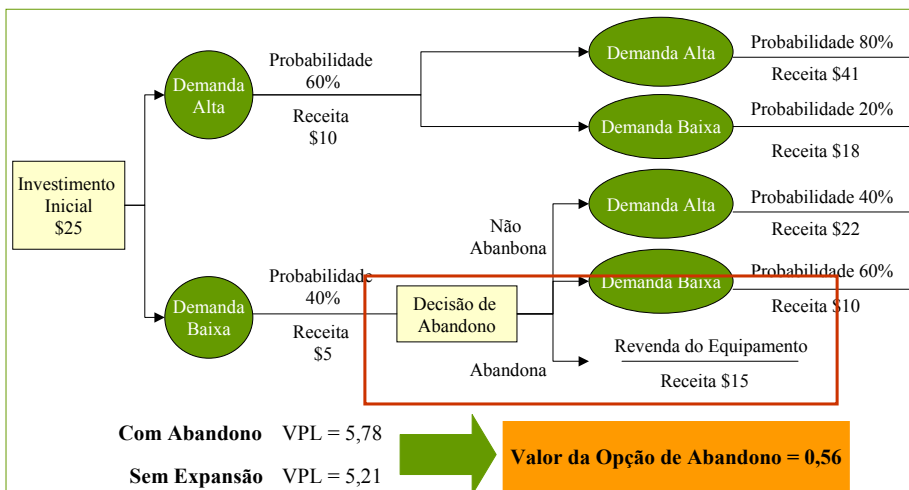 Investimento
Inicial
$25
Demanda
Alta
Probabilidade
60%
Receita
$10
Demanda Alta
Probabilidade 80%
Receita $41
Demanda Baixa
Probabilidade 20%
Receita $18
Demanda
Baixa
Probabilidade
40%
Receita
$5
Decisão de
Abandono
Não
Abanbona
Demanda Alta
Probabilidade 40%
Receita $22
Demanda Baixa
Probabilidade 60%
Receita $10
Abandona
Revenda do Equipamento
Receita $15
Com Abandono VPL = 5,78
Sem Expansão VPL = 5,21
Valor da Opção de Abandono = 0,56